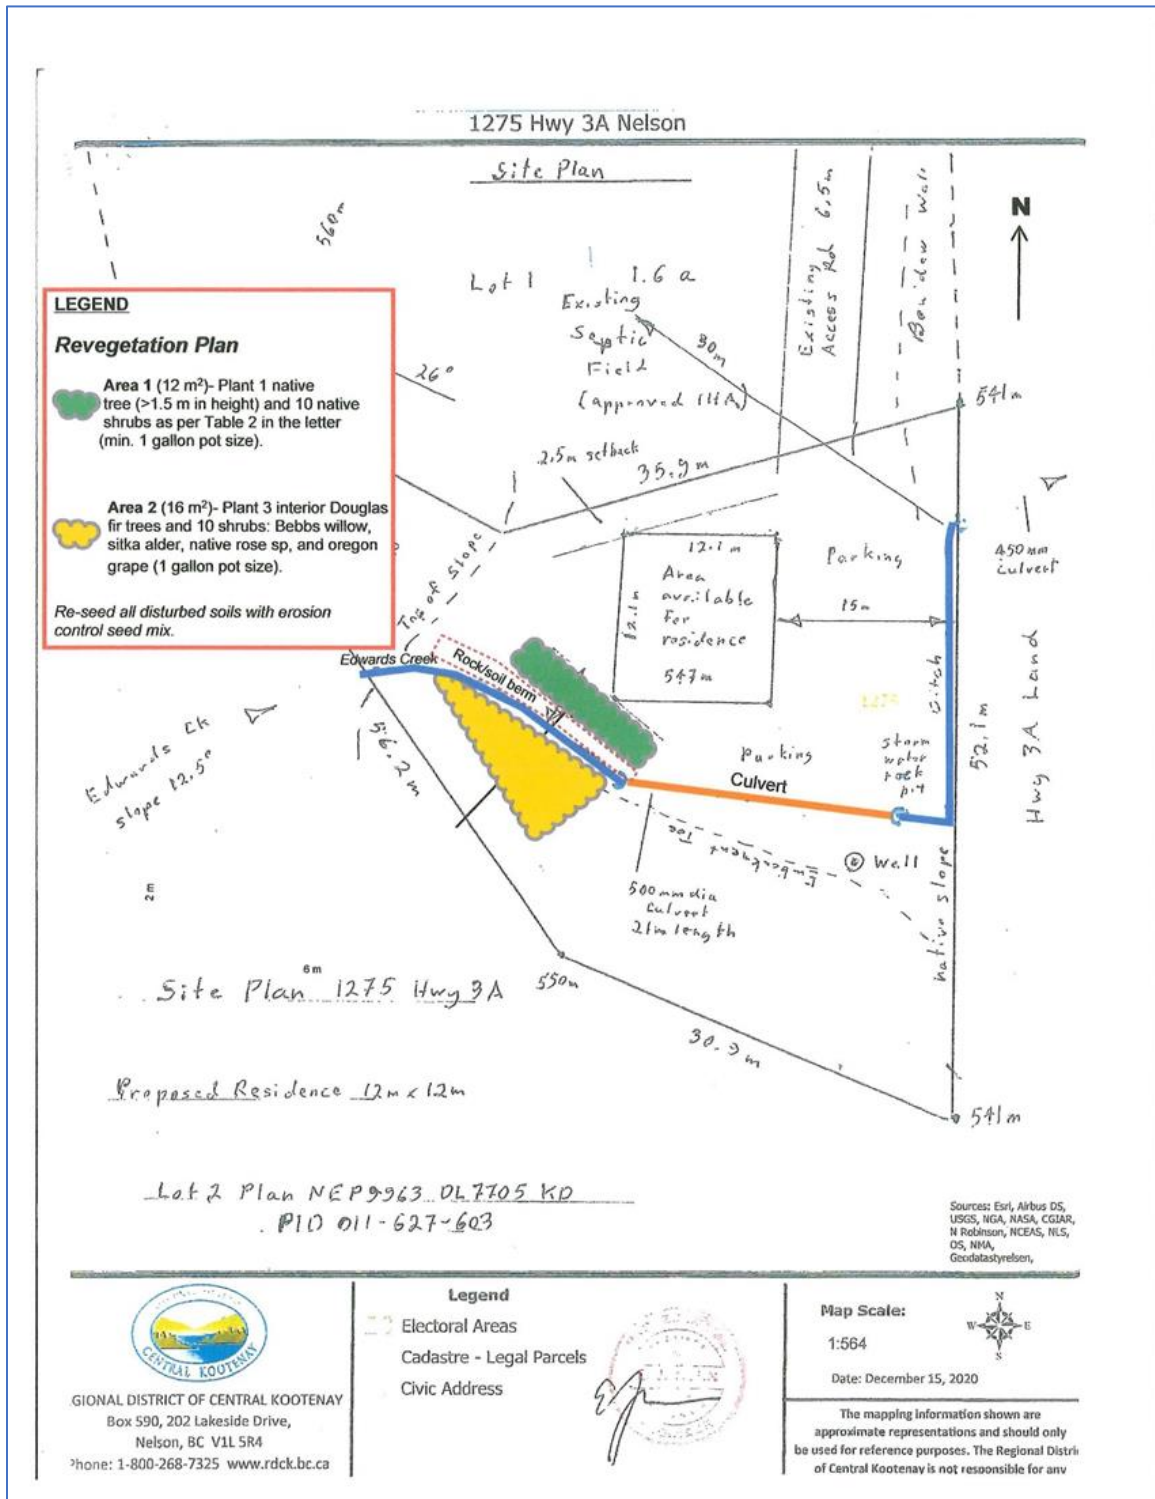 1275 Hwy 3A Nelson
Site Plan
N
560m
Lot 1 1.6 a
Existing
Septic
Field
(approved IHA)
30m
Existing
Access Rd 6.5m
541m
26°
2.5m setback
35.9 m
LEGEND
Revegetation Plan
Area 1 (12 m²)- Plant 1 native
tree (>1.5 m in height) and 10 native
shrubs as per Table 2 in the letter
(min. 1 gallon pot size).
Area 2 (16 m²)- Plant 3 interior Douglas
fir trees and 10 shrubs: Bebbs willow,
sitka alder, native rose sp, and oregon
grape (1 gallon pot size).
Re-seed all disturbed soils with erosion
control seed mix.
450mm
Culvert
12.1 m
12.1m
Area
available
For
residence
547m
Parking
15m
Ditch
Hwy 3A Land
52.1m
Toe of Slope
Edwards Creek
Rock/soil berm
1275
Edwards Ck
slope 12.5°
56.2m
Parking
Culvert
storm
water
rock
pit
Embankment Toe
Well
native slope
500mm dia
Culvert
21m length
2m
6m
550m
Site Plan 1275 Hwy 3A
30.9m
Proposed Residence 12m x 12m
541m
Lot 2 Plan NEP9963 DL7705 KD
PID 011-627-603
Sources: Esri, Airbus DS,
USGS, NGA, NASA, CGIAR,
N Robinson, NCEAS, NLS,
OS, NMA,
Geodatastyrelsen,
CENTRAL KOOTENAY
GIONAL DISTRICT OF CENTRAL KOOTENAY
Box 590, 202 Lakeside Drive,
Nelson, BC V1L 5R4
Phone: 1-800-268-7325 www.rdck.bc.ca
Legend
Electoral Areas
Cadastre - Legal Parcels
Civic Address
Map Scale:
1:564
Date: December 15, 2020
N
W E
S
The mapping information shown are
approximate representations and should only
be used for reference purposes. The Regional Distri
of Central Kootenay is not responsible for any